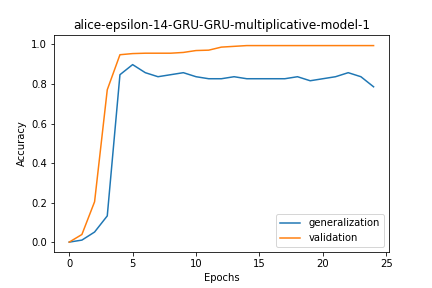 alice-epsilon-14-GRU-GRU-multiplicative-model-1
1.0
0.8
0.6
0.4
0.2
0.0
Accuracy
generalization
validation
0 5 10 15 20 25
Epochs